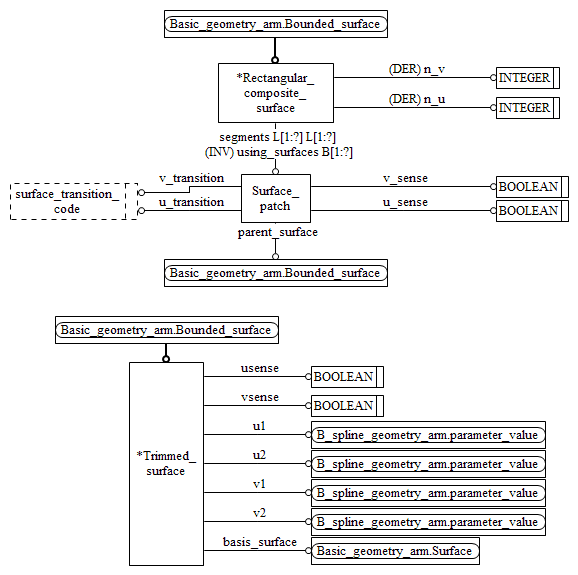 Basic_geometry_arm.Bounded_surface
*Rectangular_
composite_
surface
(DER) n_v
INTEGER
(DER) n_u
INTEGER
segments L[1:?] L[1:?]
(INV) using_surfaces B[1:?]
surface_transition_
code
v_transition
u_transition
Surface_
patch
v_sense
BOOLEAN
u_sense
BOOLEAN
parent_surface
Basic_geometry_arm.Bounded_surface
Basic_geometry_arm.Bounded_surface
*Trimmed_
surface
usense
BOOLEAN
vsense
BOOLEAN
u1
B_spline_geometry_arm.parameter_value
u2
B_spline_geometry_arm.parameter_value
v1
B_spline_geometry_arm.parameter_value
v2
B_spline_geometry_arm.parameter_value
basis_surface
Basic_geometry_arm.Surface